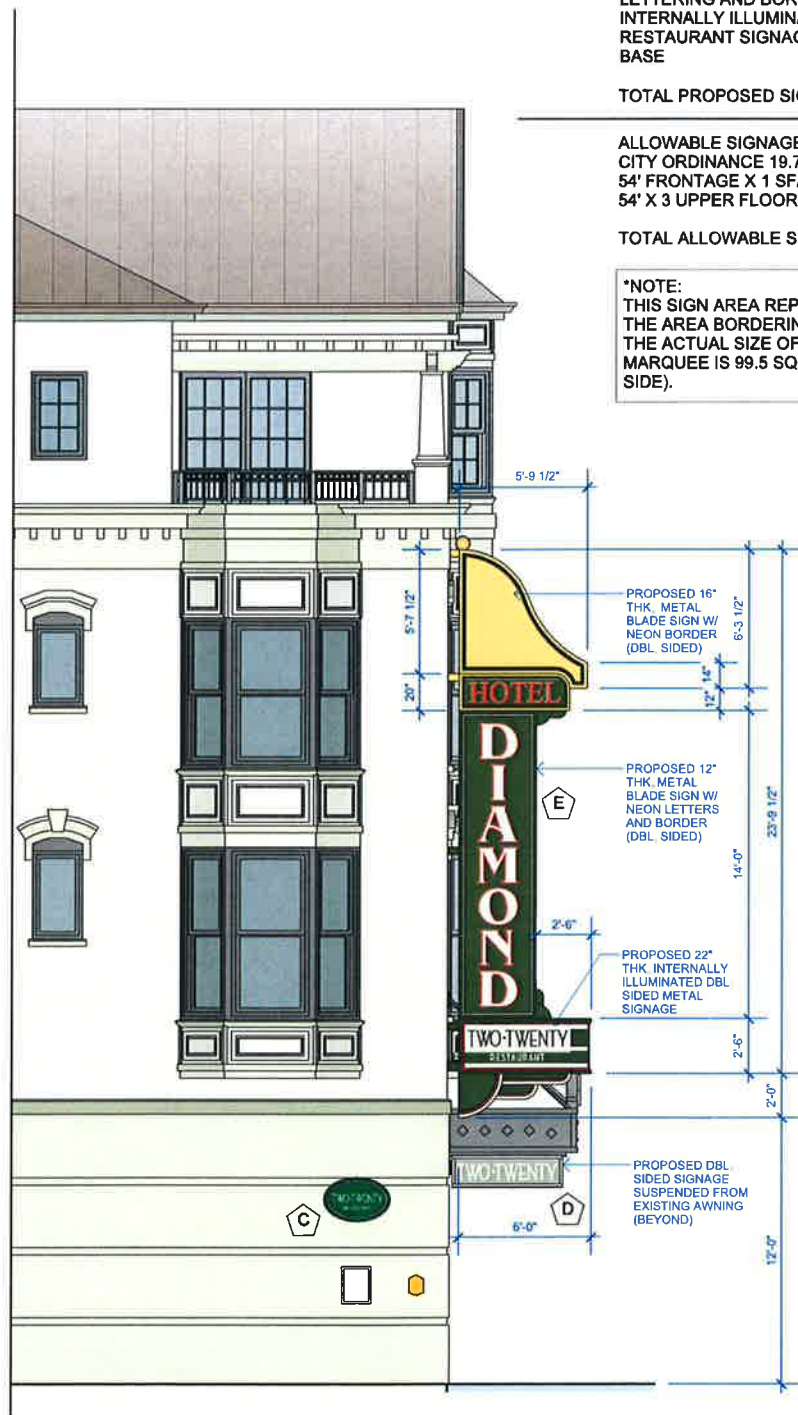 LETTERING AND BOR
INTERNALLY ILLUMINA
RESTAURANT SIGNAG
BASE
TOTAL PROPOSED SIG
ALLOWABLE SIGNAGE
CITY ORDINANCE 19.7
54' FRONTAGE X 1 SF
54' X 3 UPPER FLOOR
TOTAL ALLOWABLE S
*NOTE:
THIS SIGN AREA REP
THE AREA BORDERIN
THE ACTUAL SIZE OF
MARQUEE IS 99.5 SQ
SIDE).
5'-9 1/2"
5'-7 1/2"
20"
PROPOSED 16"
THK. METAL
BLADE SIGN W/
NEON BORDER
(DBL. SIDED)
6'-3 1/2"
14"
12"
HOTEL
DIAMOND
PROPOSED 12"
THK. METAL
BLADE SIGN W/
NEON LETTERS
AND BORDER
(DBL. SIDED)
E
14'-0"
23'-9 1/2"
2'-6"
PROPOSED 22"
THK. INTERNALLY
ILLUMINATED DBL
SIDED METAL
SIGNAGE
TWO·TWENTY
RESTAURANT
2'-6"
2'-0"
TWO·TWENTY
PROPOSED DBL.
SIDED SIGNAGE
SUSPENDED FROM
EXISTING AWNING
(BEYOND)
TWO·TWENTY
C
D
6'-0"
12'-0"